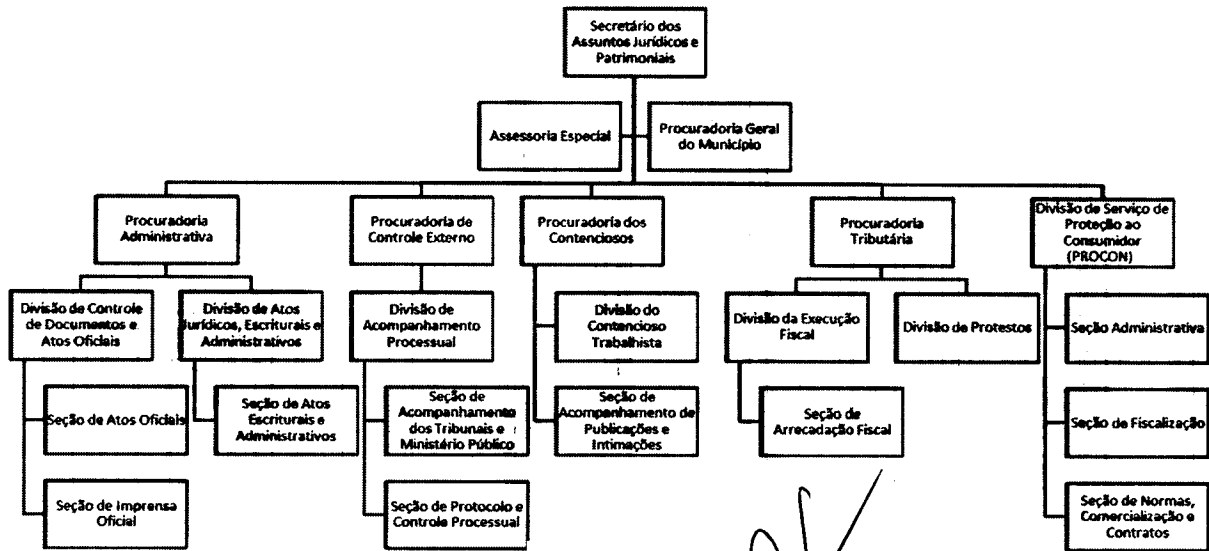 Secretário dos
Assuntos Jurídicos e
Patrimoniais
Assessoria Especial
Procuradoria Geral
do Município
Procuradoria
Administrativa
Procuradoria de
Controle Externo
Procuradoria dos
Contenciosos
Procuradoria
Tributária
Divisão de Serviço de
Proteção ao
Consumidor
(PROCON)
Divisão de Controle
de Documentos e
Atos Oficiais
Divisão de Atos
Jurídicos, Escriturais e
Administrativos
Divisão de
Acompanhamento
Processual
Divisão do
Contencioso
Trabalhista
Divisão da Execução
Fiscal
Divisão de Protestos
Seção Administrativa
Seção de Atos Oficiais
Seção de Atos
Escriturais e
Administrativos
Seção de
Acompanhamento
dos Tribunais e
Ministério Público
Seção de
Acompanhamento de
Publicações e
Intimações
Seção de
Arrecadação Fiscal
Seção de Fiscalização
Seção de Imprensa
Oficial
Seção de Protocolo e
Controle Processual
Seção de Normas,
Comercialização e
Contratos